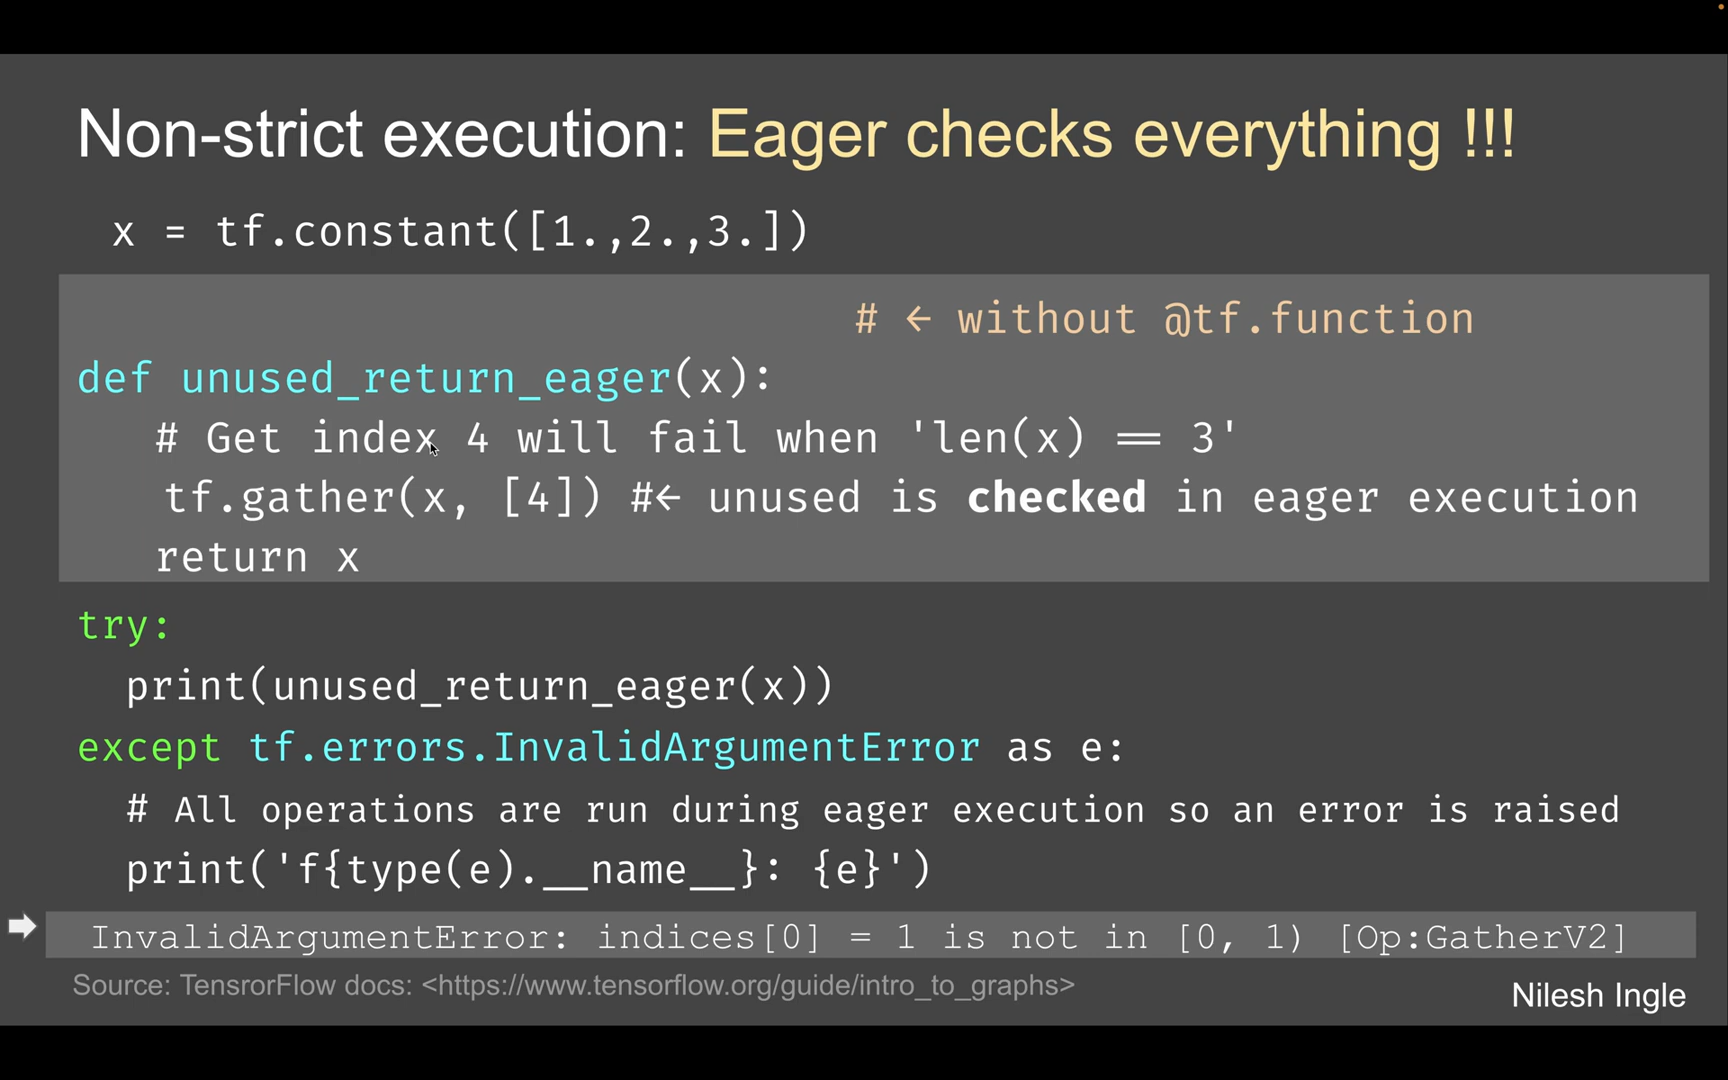 Non-strict execution: Eager checks everything !!!
x = tf.constant([1.,2.,3.])
# ← without @tf.function
def unused_return_eager(x):
# Get index 4 will fail when 'len(x) == 3'
tf.gather(x, [4]) #← unused is checked in eager execution
return x
try:
print(unused_return_eager(x))
except tf.errors.InvalidArgumentError as e:
# All operations are run during eager execution so an error is raised
print('f{type(e).__name__}: {e}')
InvalidArgumentError: indices[0] = 1 is not in [0, 1) [Op:GatherV2]
Source: TensrorFlow docs: <https://www.tensorflow.org/guide/intro_to_graphs>
Nilesh Ingle